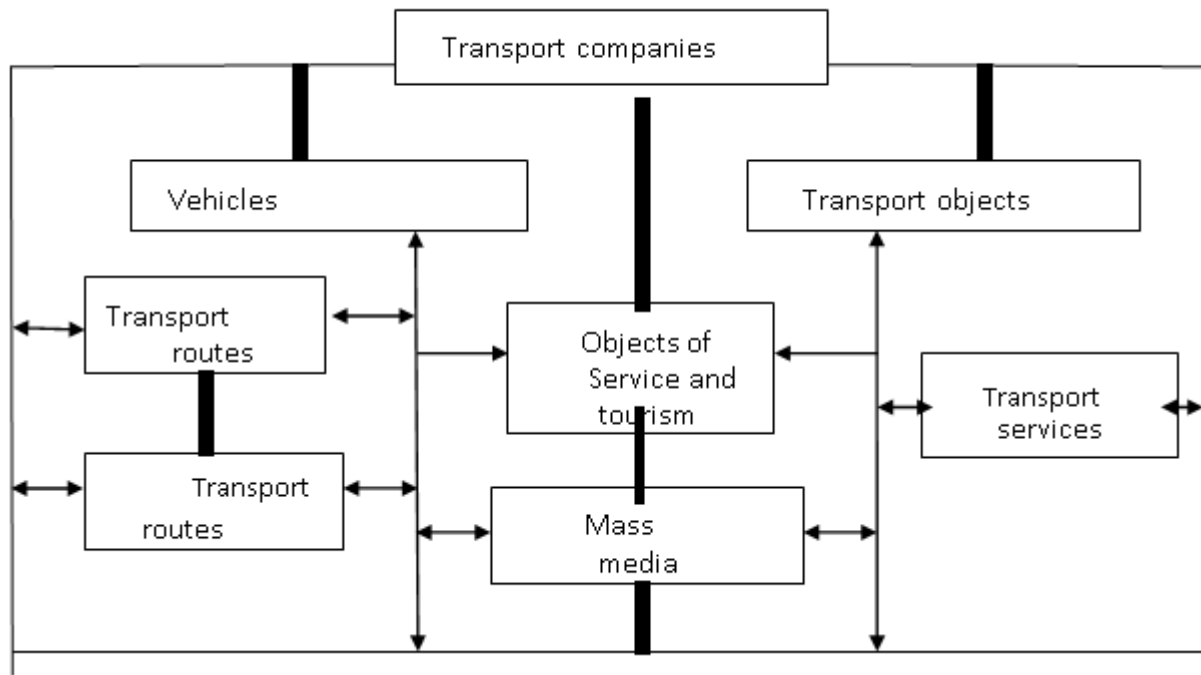 Transport companies
Vehicles
Transport objects
Transport
routes
Objects of
Service and
tourism
Transport
services
Transport
routes
Mass
media